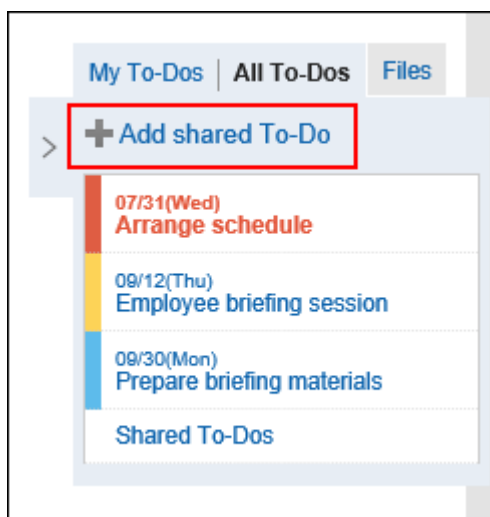 My To-Dos | All To-Dos Files
Add shared To-Do
07/31(Wed)
Arrange schedule
09/12(Thu)
Employee briefing session
09/30(Mon)
Prepare briefing materials
Shared To-Dos